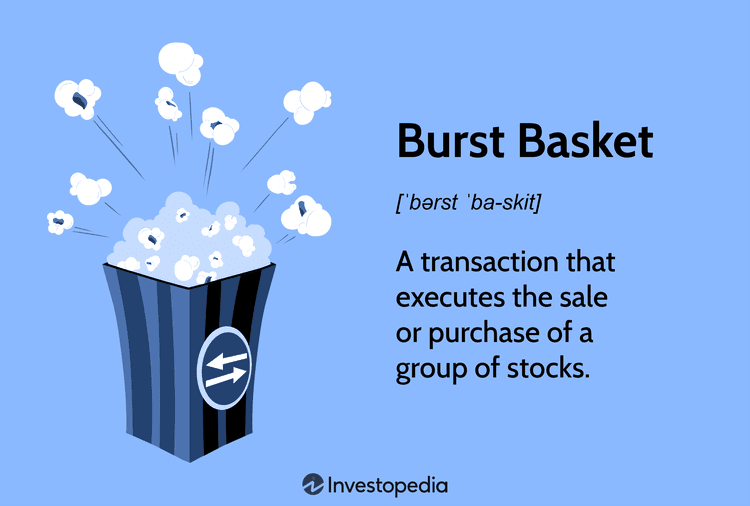 Burst Basket
[ˈbərst ˈba-skit]
A transaction that
executes the sale
or purchase of a
group of stocks.
Investopedia